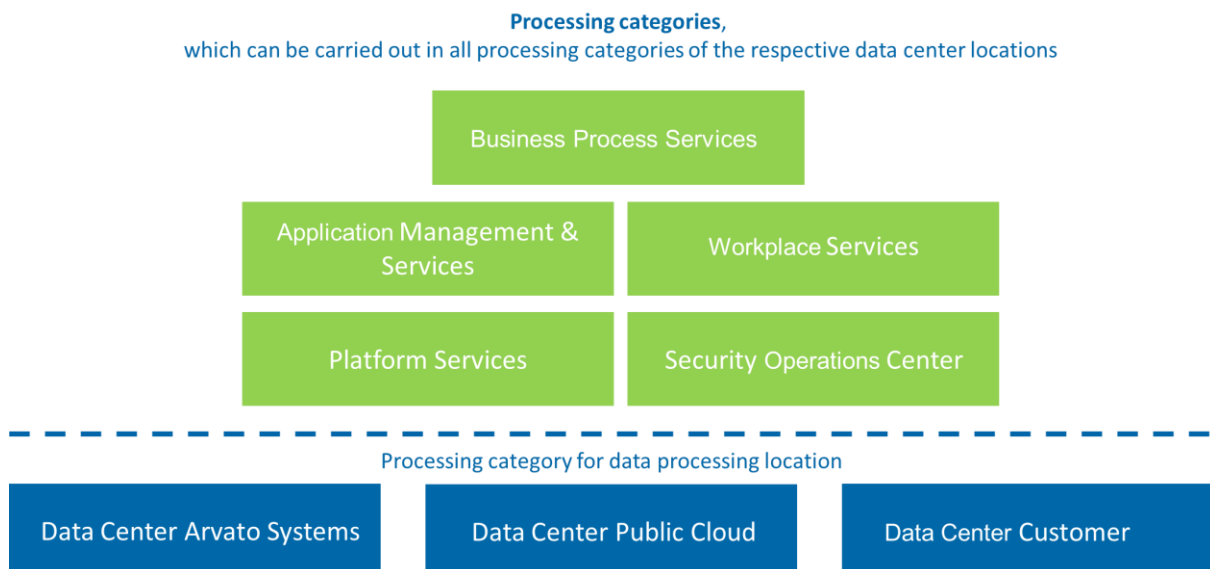 Processing categories,
which can be carried out in all processing categories of the respective data center locations
Business Process Services
Application Management &
Services
Workplace Services
Platform Services
Security Operations Center
Processing category for data processing location
Data Center Arvato Systems
Data Center Public Cloud
Data Center Customer